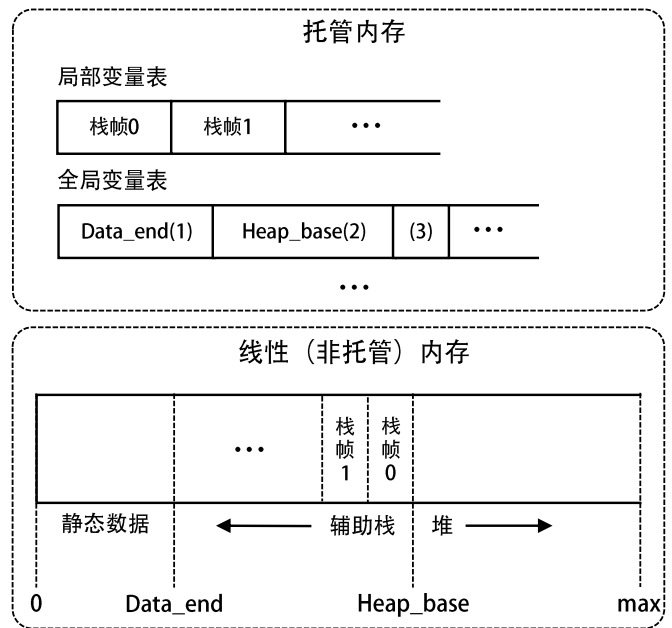 托管内存
局部变量表
栈帧0 栈帧1 ...
全局变量表
Data_end(1) Heap_base(2) (3) ...
...
线性（非托管）内存
... 栈帧1 栈帧0
静态数据 辅助栈 堆
0 Data_end Heap_base max